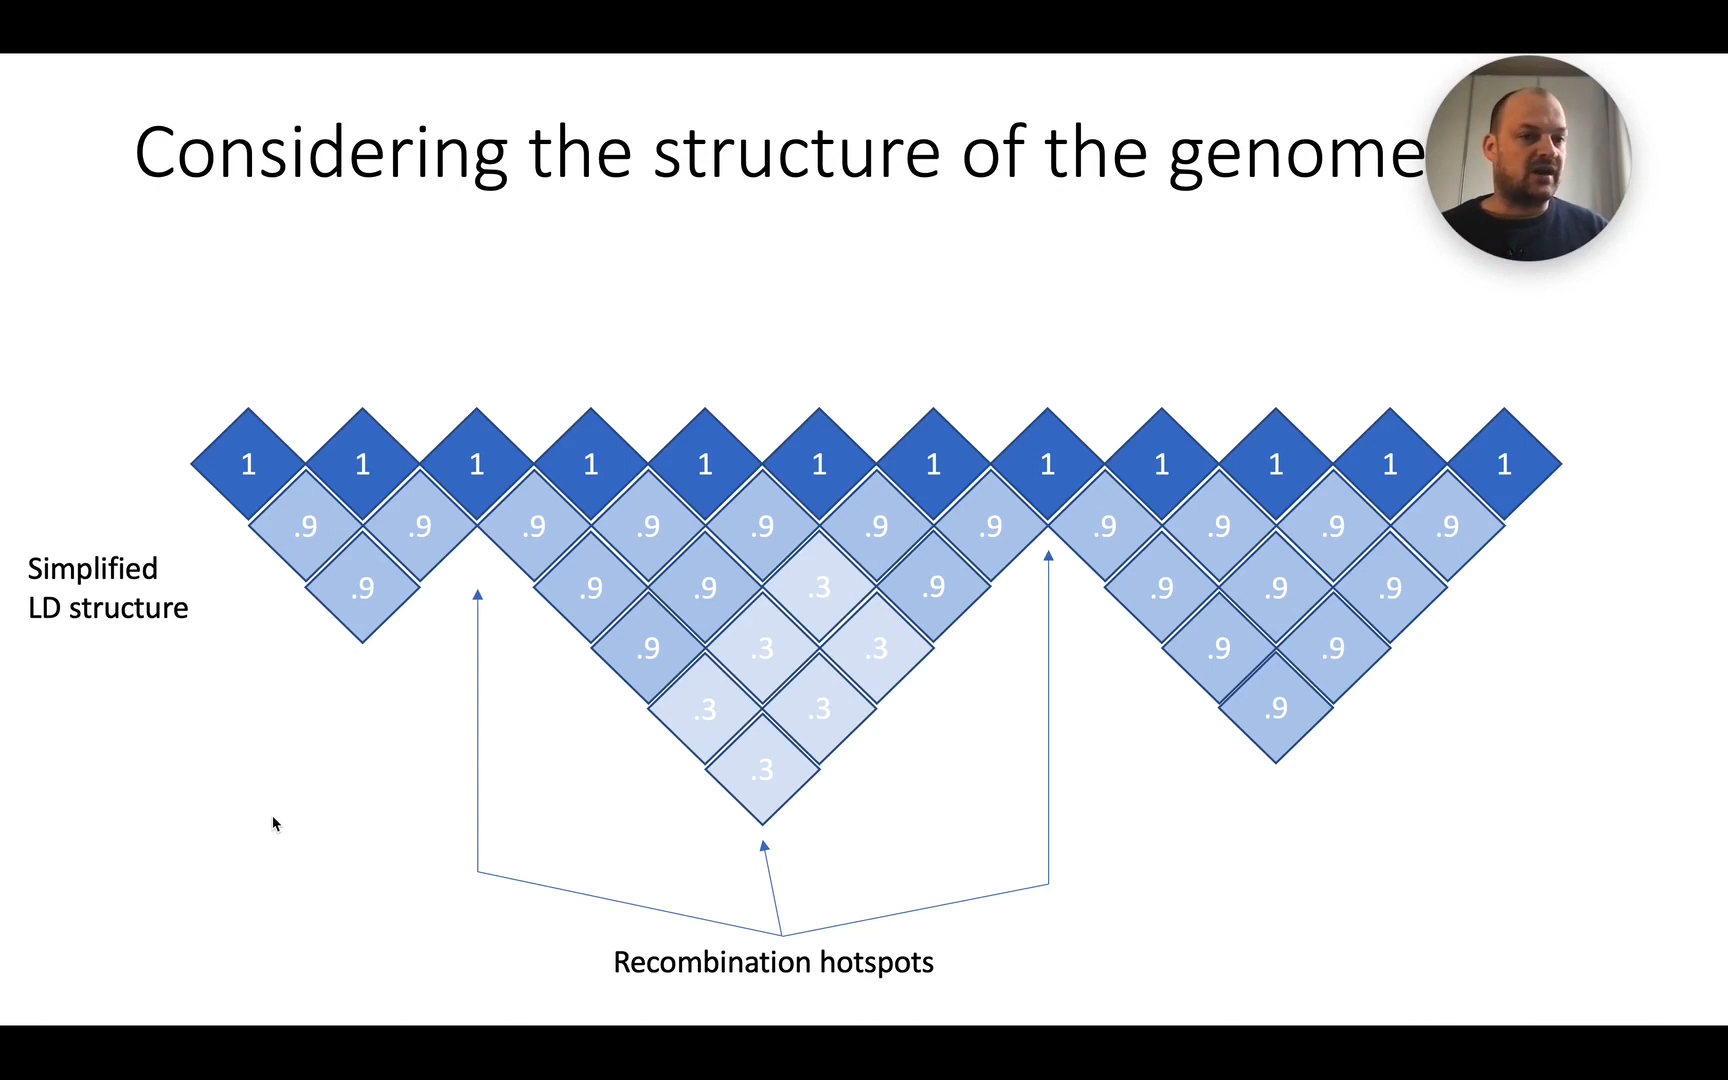 Considering the structure of the genome
1 1 1 1 1 1 1 1 1 1 1 1
.9 .9 .9 .9 .9 .9 .9 .9 .9 .9 .9
Simplified
LD structure
.9 .9 .9 .3 .9 .9 .9 .9
.9 .3 .3 .9 .9
.3 .3 .9
.3
Recombination hotspots